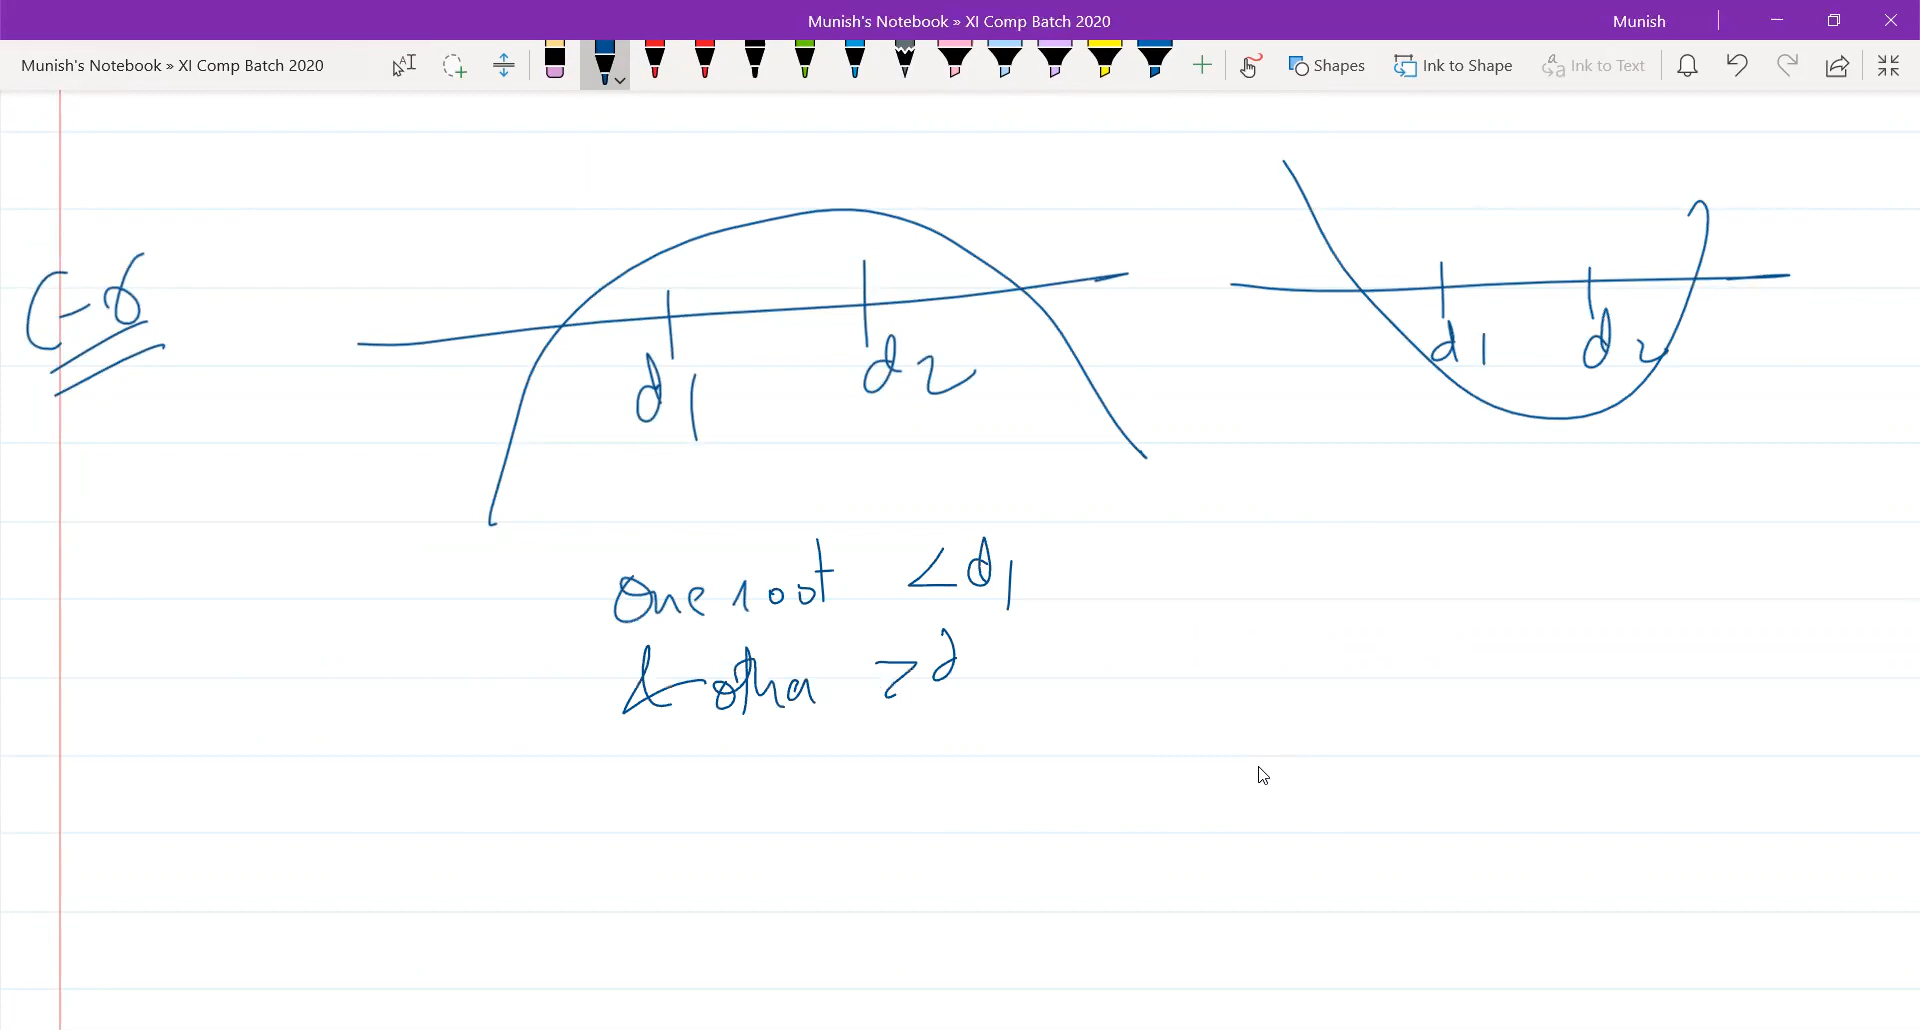 Munish's Notebook » XI Comp Batch 2020
Munish
Munish's Notebook » XI Comp Batch 2020
Shapes
Ink to Shape
Ink to Text
C-6
d1
d2
d1
d2
One root < d1
& other > d